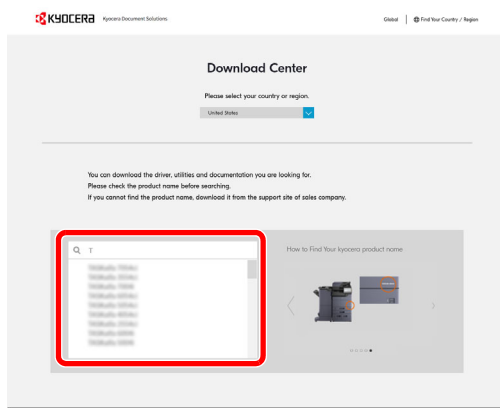 KYOCERA Kyocera Document Solutions.
Global Find Your Country / Region
Download Center
Please select your country or region.
United States
You can download the driver, utilities and documentation you are looking for.
Please check the product name before searching.
If you cannot find the product name, download it from the support site of sales company.
T
How to Find Your kyocera product name